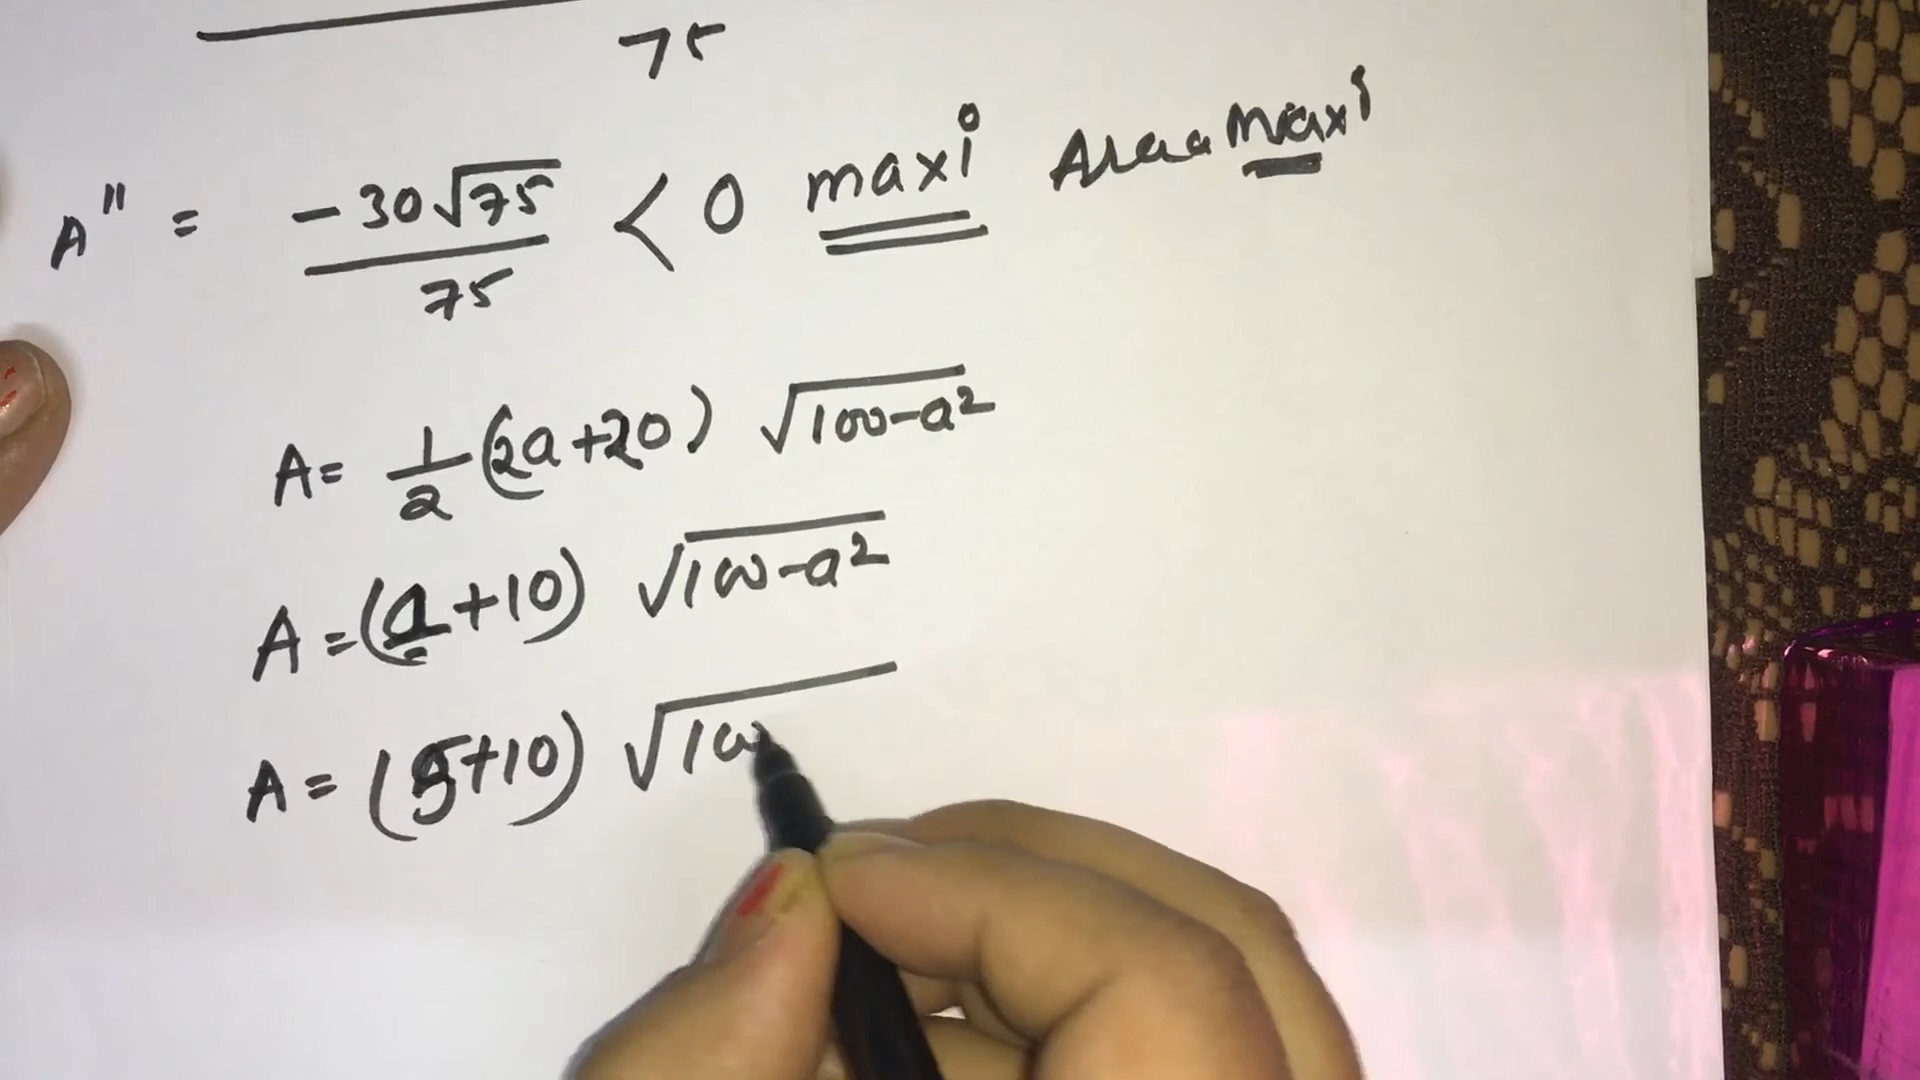 75
A'' = -30√75 / 75 < 0 maxi Area maxi
A = 1/2 (2a+20) √100-a²
A = (a+10) √100-a²
A = (5+10) √100